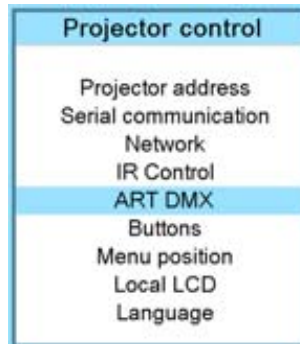 Projector control
Projector address
Serial communication
Network
IR Control
ART DMX
Buttons
Menu position
Local LCD
Language